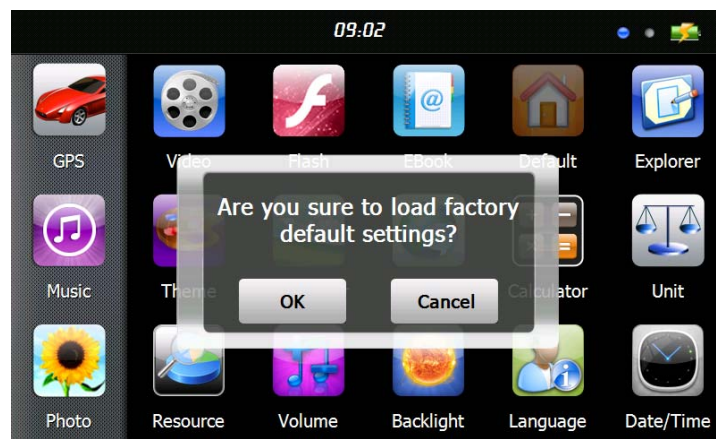 09:02
GPS
Video
Flash
EBook
Default
Explorer
Are you sure to load factory
default settings?
OK
Cancel
Music
Theme
Calculator
Unit
Photo
Resource
Volume
Backlight
Language
Date/Time